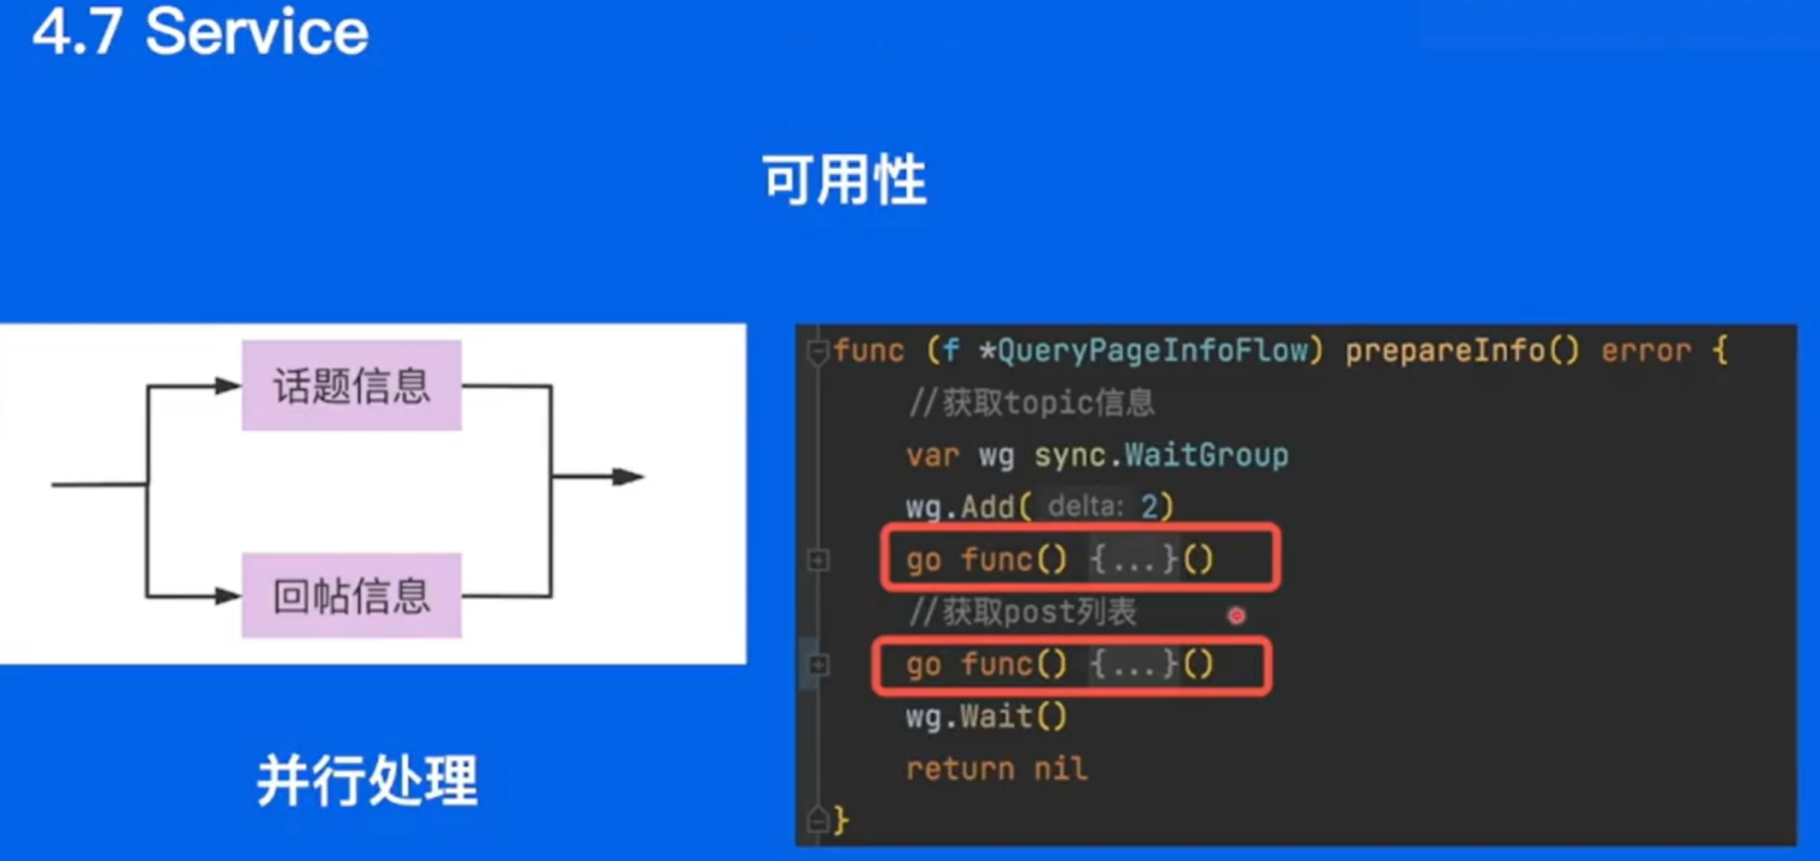 4.7 Service
可用性
话题信息
回帖信息
并行处理
func (f *QueryPageInfoFlow) prepareInfo() error {
//获取topic信息
var wg sync.WaitGroup
wg.Add( delta: 2)
go func() {...}()
//获取post列表
go func() {...}()
wg.Wait()
return nil
}